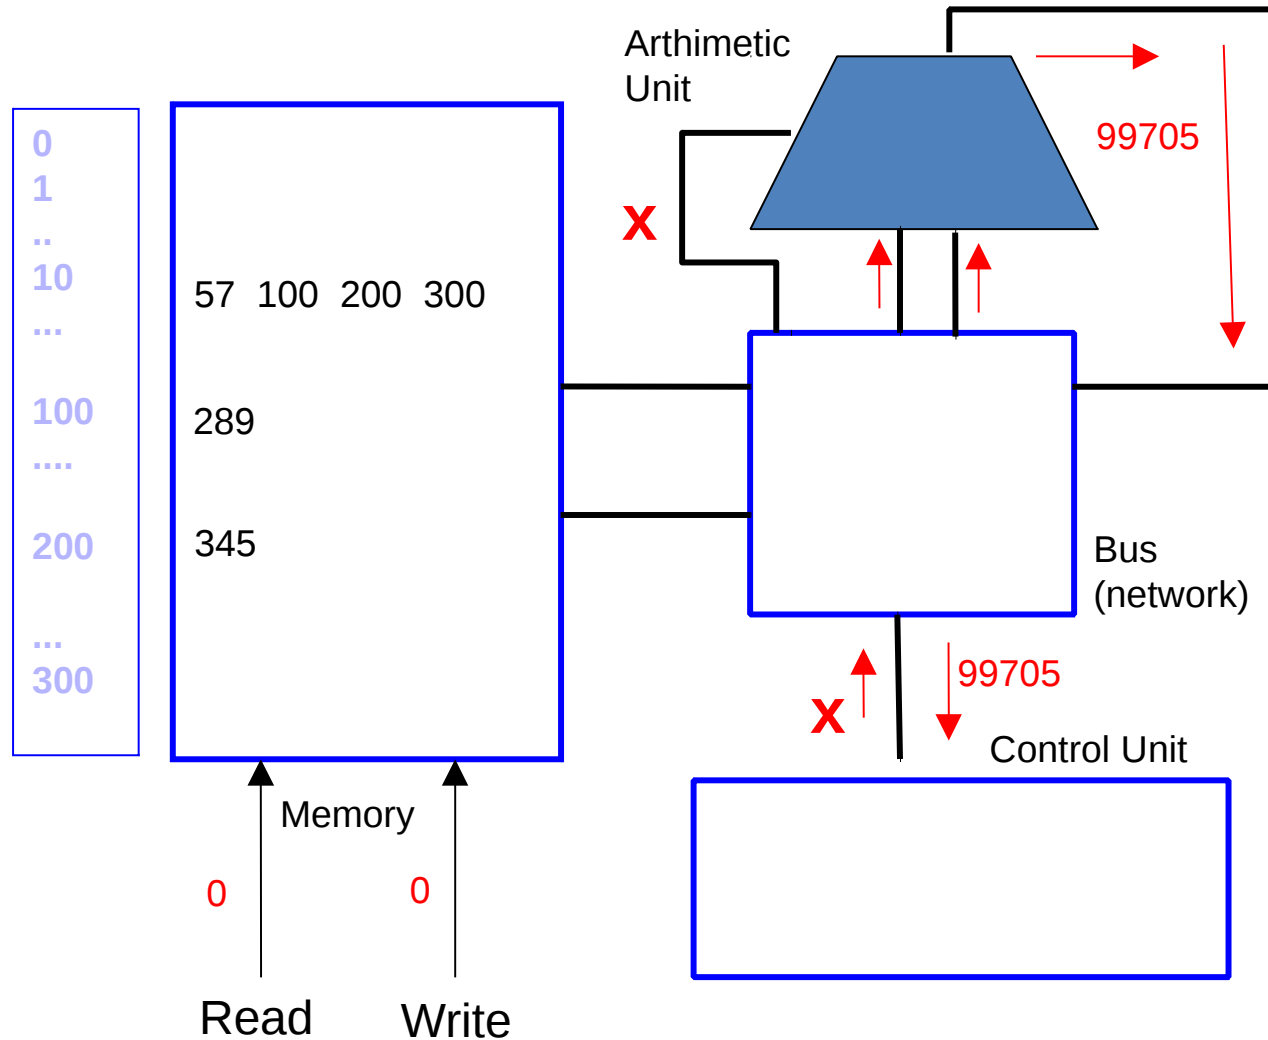 Arthimetic
Unit
99705
0
1
..
10
...
100
....
200
...
300
57 100 200 300
289
345
x
Bus
(network)
x
99705
Control Unit
Memory
0
0
Read
Write